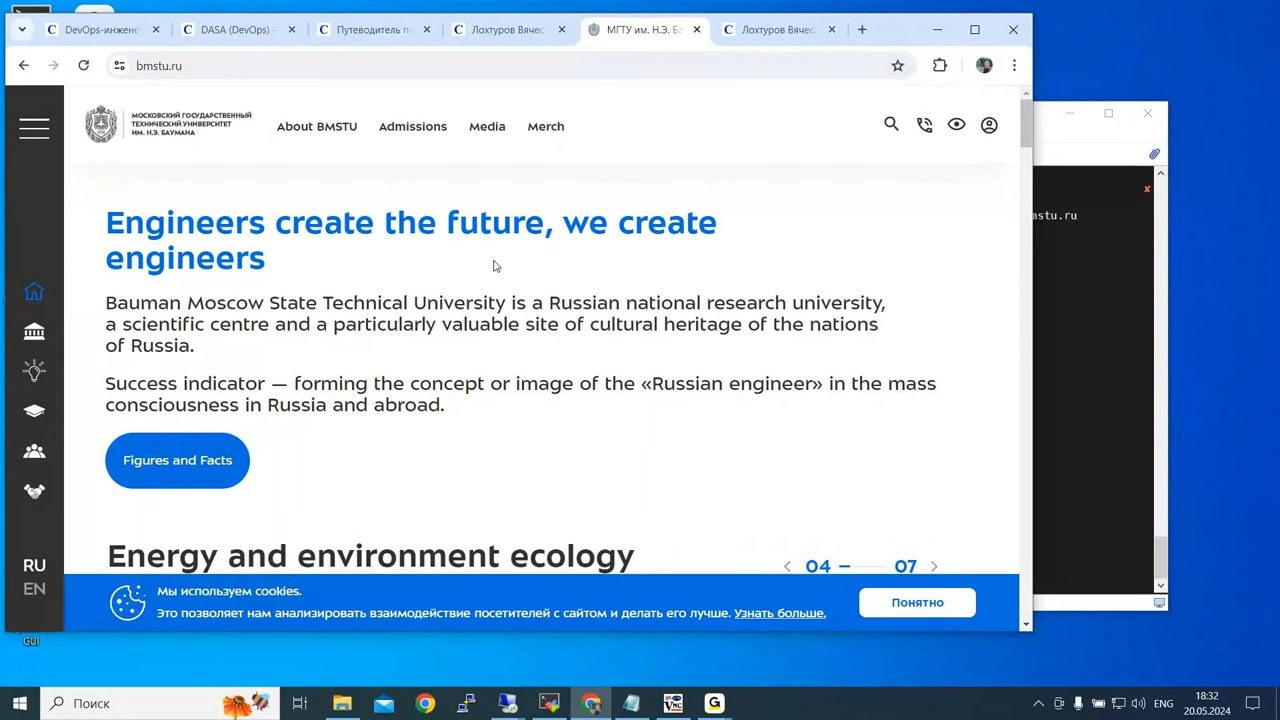 DevOps-инжене
DASA (DevOps) –
Путеводитель п
Лохтуров Вячес
МГТУ им. Н.Э. Ба
Лохтуров Вячес
bmstu.ru
МОСКОВСКИЙ ГОСУДАРСТВЕННЫЙ
ТЕХНИЧЕСКИЙ УНИВЕРСИТЕТ
ИМ. Н.Э. БАУМАНА
About BMSTU
Admissions
Media
Merch
mstu.ru
Engineers create the future, we create
engineers
Bauman Moscow State Technical University is a Russian national research university,
a scientific centre and a particularly valuable site of cultural heritage of the nations
of Russia.
Success indicator — forming the concept or image of the «Russian engineer» in the mass
consciousness in Russia and abroad.
Figures and Facts
Energy and environment ecology
04 07
RU
EN
Мы используем cookies.
Это позволяет нам анализировать взаимодействие посетителей с сайтом и делать его лучше. Узнать больше.
Понятно
GUI
Поиск
ENG
18:32
20.05.2024